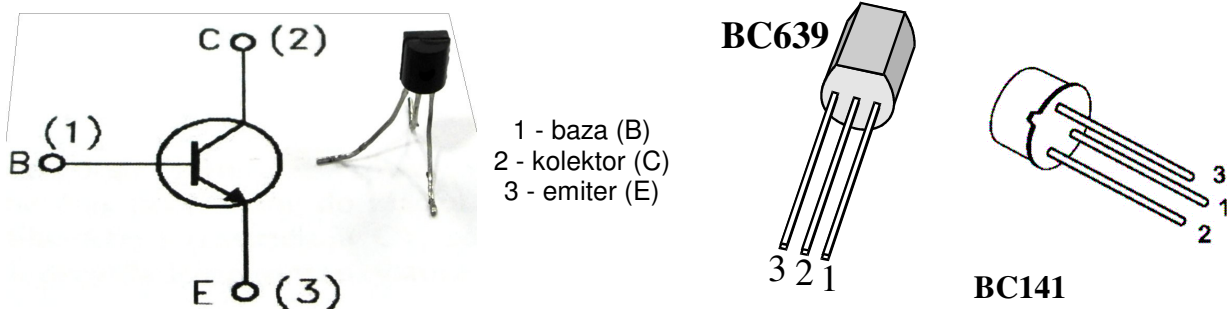 C (2)
(1)
B
E (3)
1 - baza (B)
2 - kolektor (C)
3 - emiter (E)
BC639
3 2 1
3
1
2
BC141